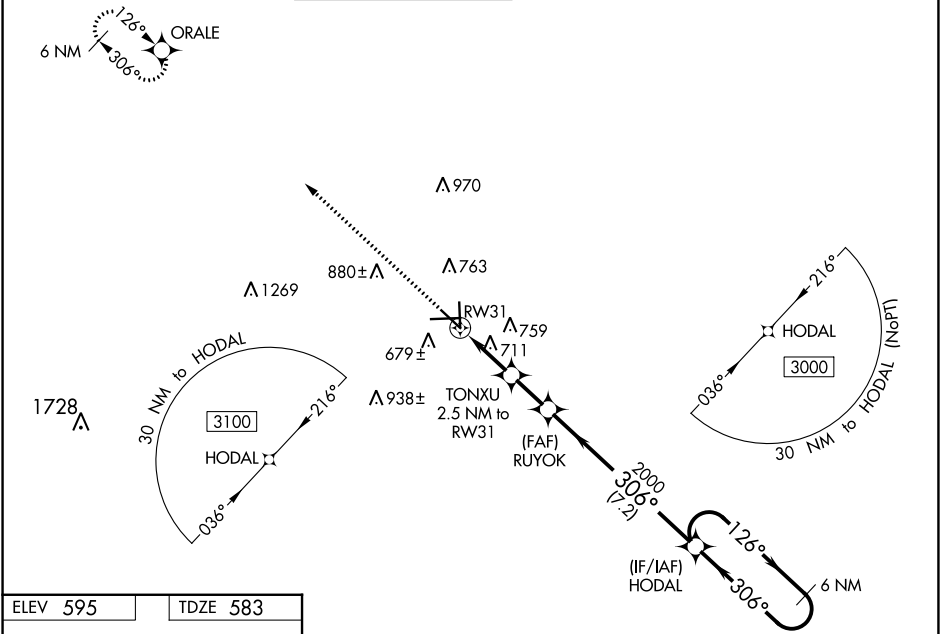 126°
ORALE
6 NM
306°
970
880±
763
1269
RW31
759
679±
711
216°
HODAL
3000
036°
30 NM to HODAL (NoPT)
30 NM to HODAL
216°
3100
HODAL
036°
1728
938±
TONXU
2.5 NM to
RW31
(FAF)
RUYOK
2000
306°
(7.2)
126°
(IF/IAF)
HODAL
306°
6 NM
ELEV 595
TDZE 583